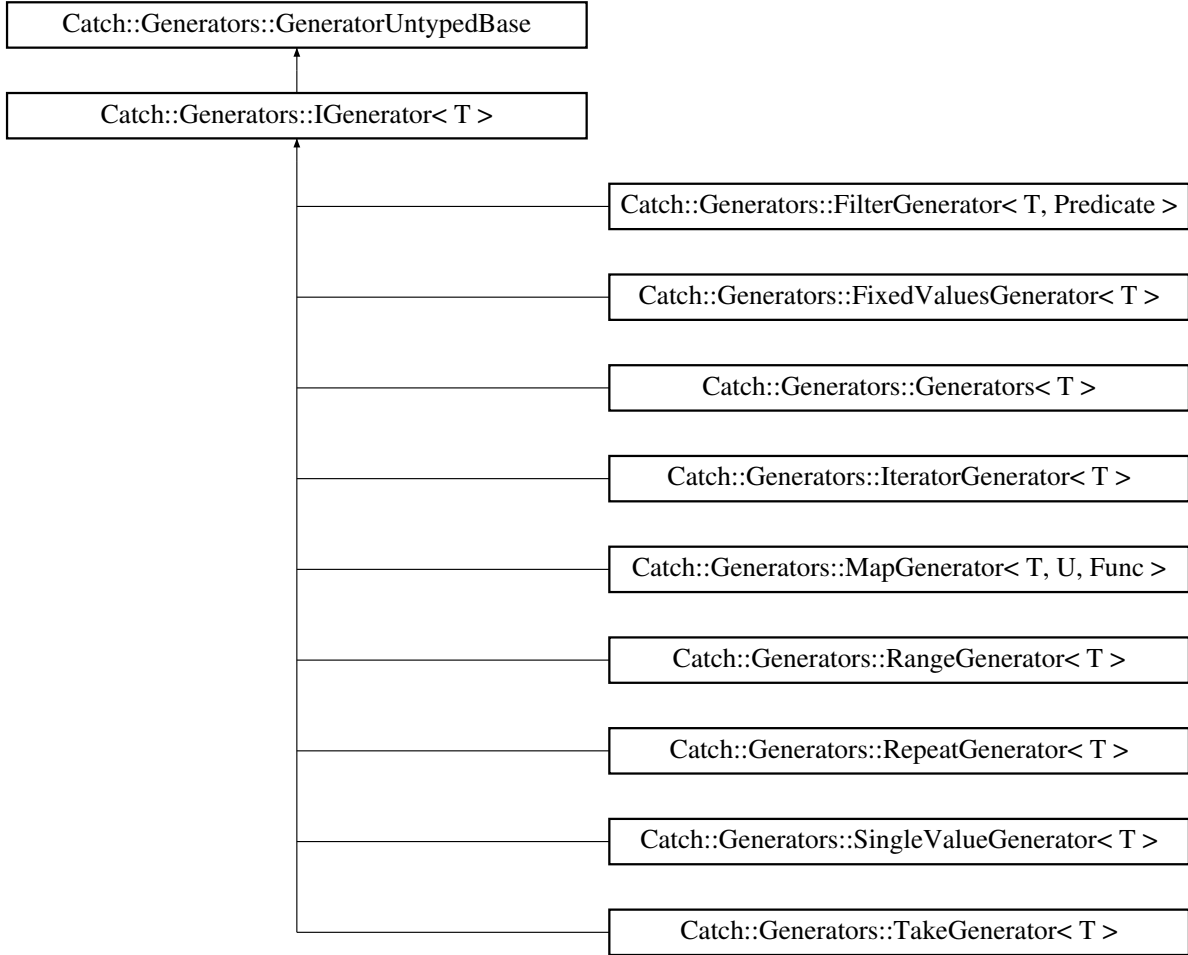 Catch::Generators::GeneratorUntypedBase
Catch::Generators::IGenerator< T >
Catch::Generators::FilterGenerator< T, Predicate >
Catch::Generators::FixedValuesGenerator< T >
Catch::Generators::Generators< T >
Catch::Generators::IteratorGenerator< T >
Catch::Generators::MapGenerator< T, U, Func >
Catch::Generators::RangeGenerator< T >
Catch::Generators::RepeatGenerator< T >
Catch::Generators::SingleValueGenerator< T >
Catch::Generators::TakeGenerator< T >